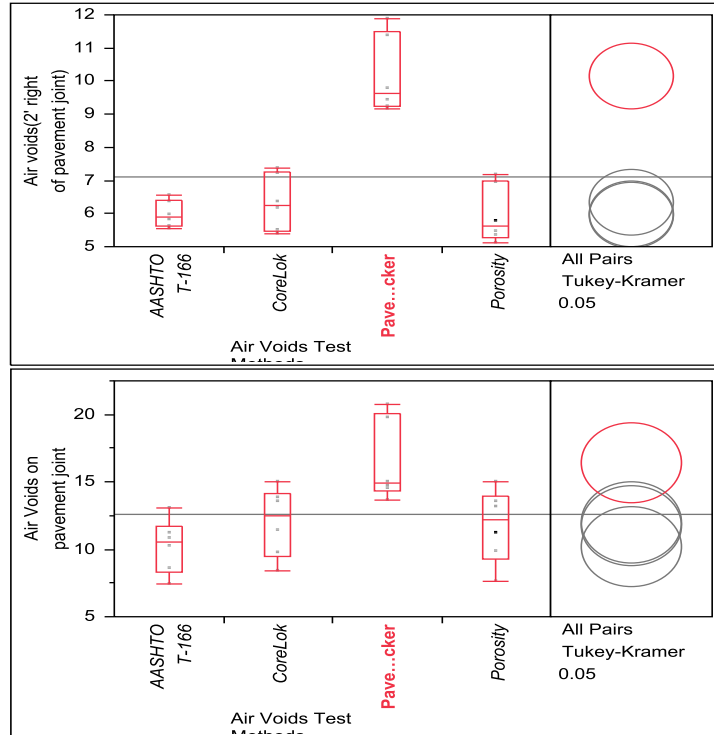 12
11
10
9
8
7
6
5
Air voids(2' right
of pavement joint)
AASHTO
T-166
CoreLok
Pave...cker
Porosity
All Pairs
Tukey-Kramer
0.05
Air Voids Test
Methods
20
15
10
5
Air Voids on
pavement joint
AASHTO
T-166
CoreLok
Pave...cker
Porosity
All Pairs
Tukey-Kramer
0.05
Air Voids Test
Methods